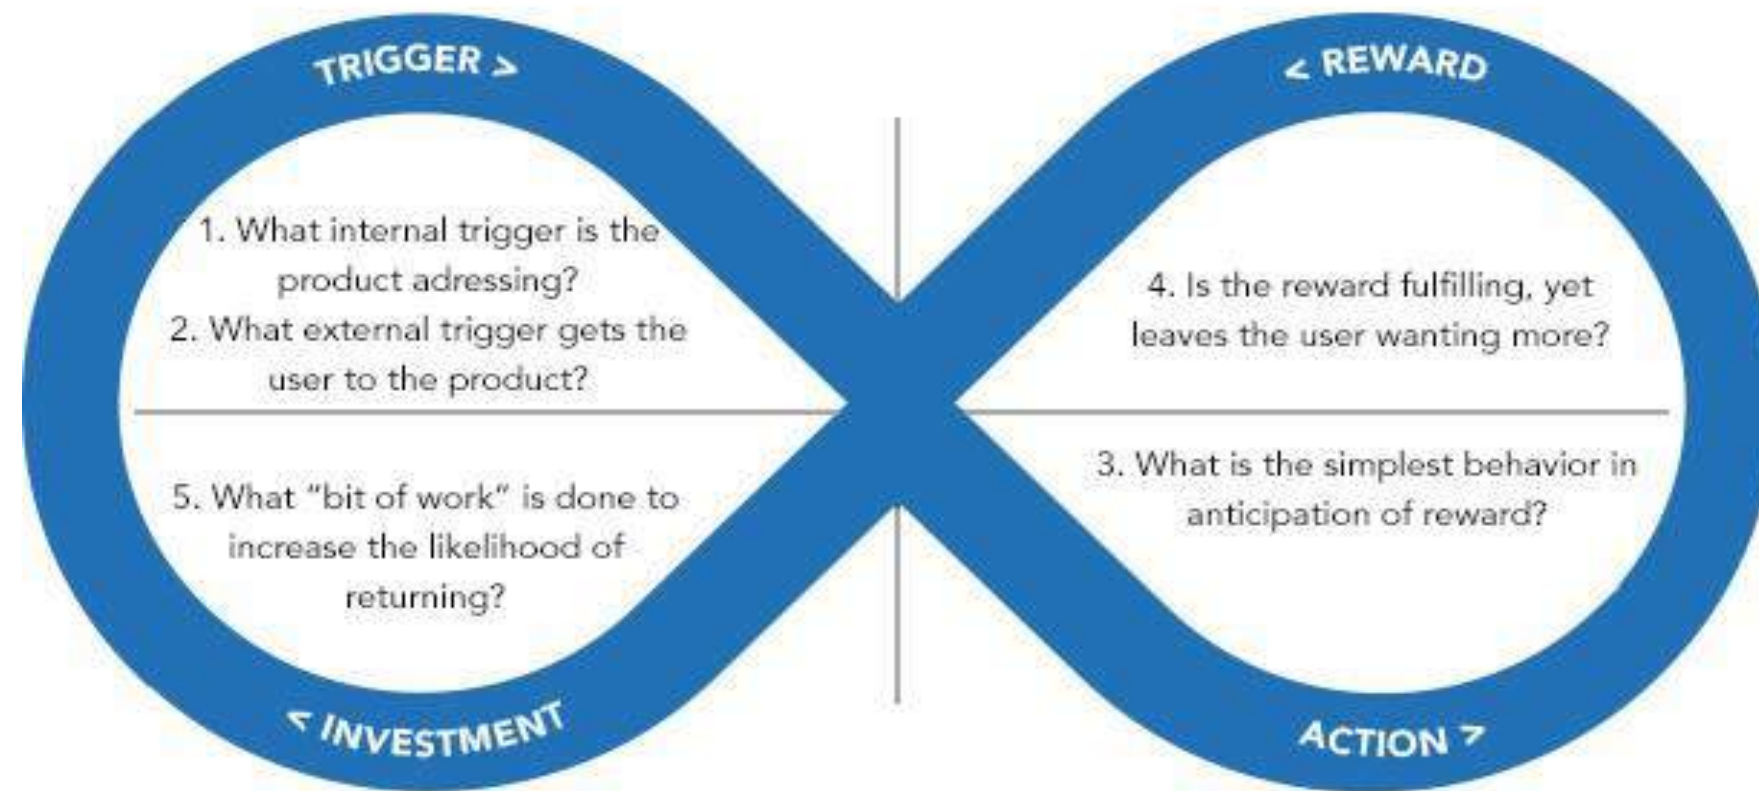 TRIGGER >
1. What internal trigger is the
product adressing?
2. What external trigger gets the
user to the product?
< REWARD
4. Is the reward fulfilling, yet
leaves the user wanting more?
5. What “bit of work” is done to
increase the likelihood of
returning?
< INVESTMENT
3. What is the simplest behavior in
anticipation of reward?
ACTION >